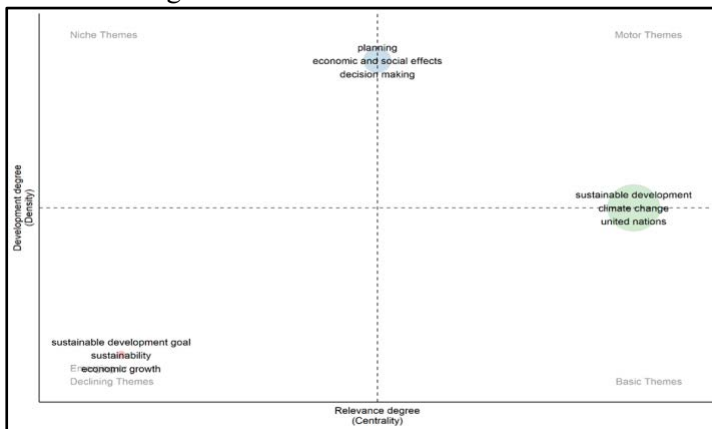 Niche Themes
Motor Themes
planning
economic and social effects
decision making
Development degree
(Density)
sustainable development
climate change
united nations
sustainable development goal
sustainability
economic growth
Declining Themes
Basic Themes
Relevance degree
(Centrality)